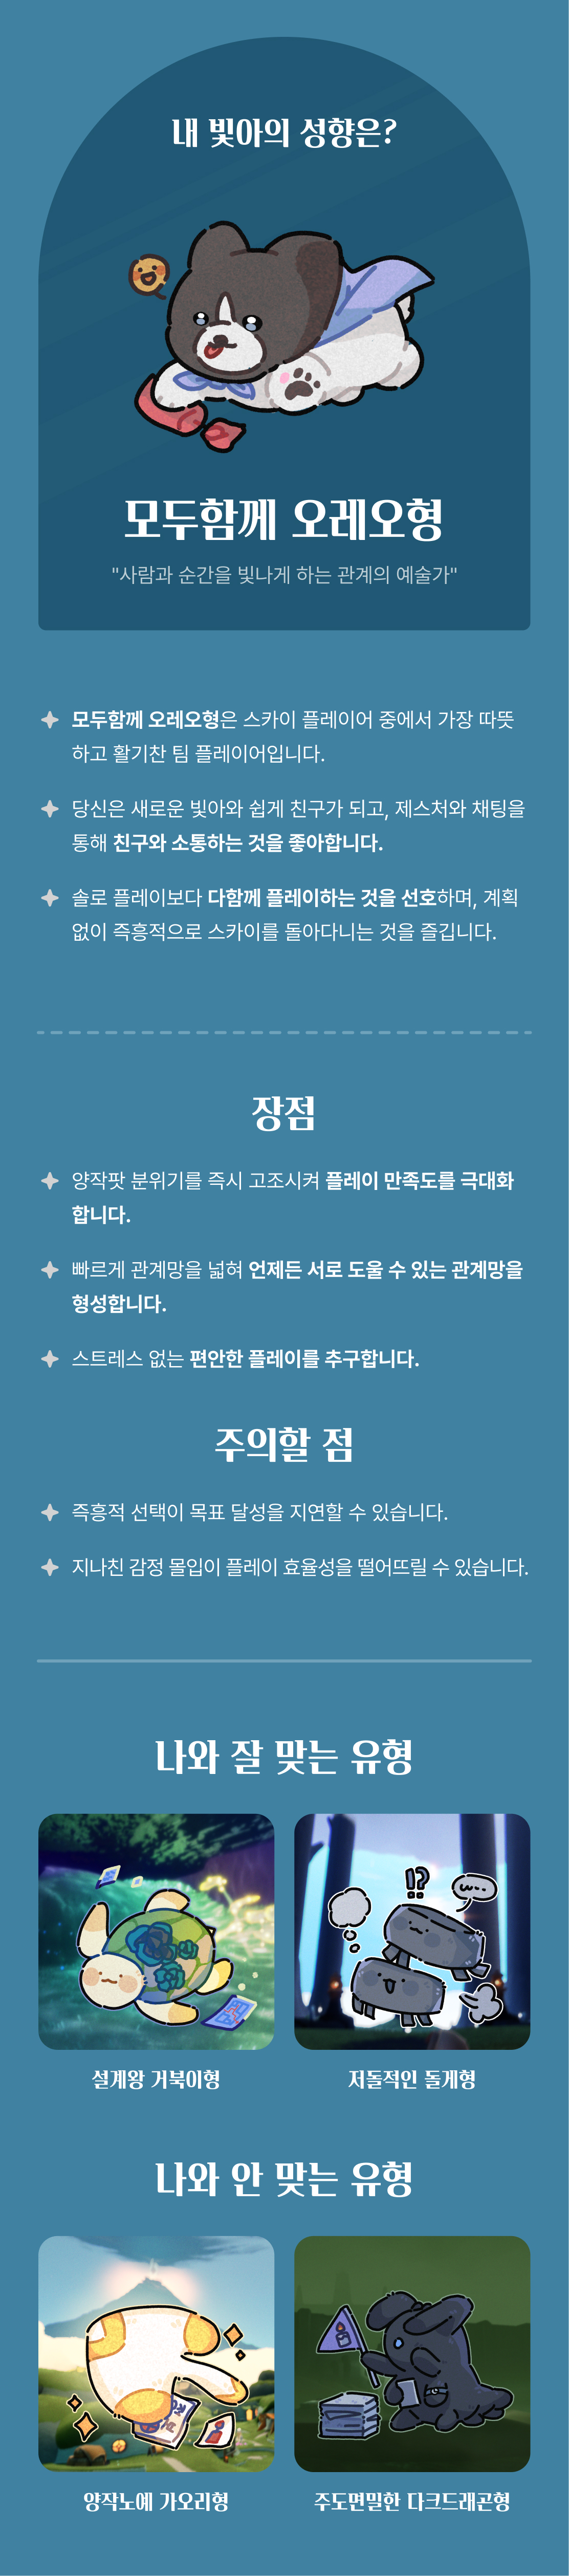 내 빛아의 성향은?
모두함께 오레오형
"사람과 순간을 빛나게 하는 관계의 예술가"
모두함께 오레오형은 스카이 플레이어 중에서 가장 따뜻
하고 활기찬 팀 플레이어입니다.
당신은 새로운 빛아와 쉽게 친구가 되고, 제스처와 채팅을
통해 친구와 소통하는 것을 좋아합니다.
솔로 플레이보다 다함께 플레이하는 것을 선호하며, 계획
없이 즉흥적으로 스카이를 돌아다니는 것을 즐깁니다.
장점
양작팟 분위기를 즉시 고조시켜 플레이 만족도를 극대화
합니다.
빠르게 관계망을 넓혀 언제든 서로 도울 수 있는 관계망을
형성합니다.
스트레스 없는 편안한 플레이를 추구합니다.
주의할 점
즉흥적 선택이 목표 달성을 지연할 수 있습니다.
지나친 감정 몰입이 플레이 효율성을 떨어뜨릴 수 있습니다.
나와 잘 맞는 유형
!?
설계왕 거북이형
저돌적인 돌게형
나와 안 맞는 유형
양작노예 가오리형
주도면밀한 다크드래곤형